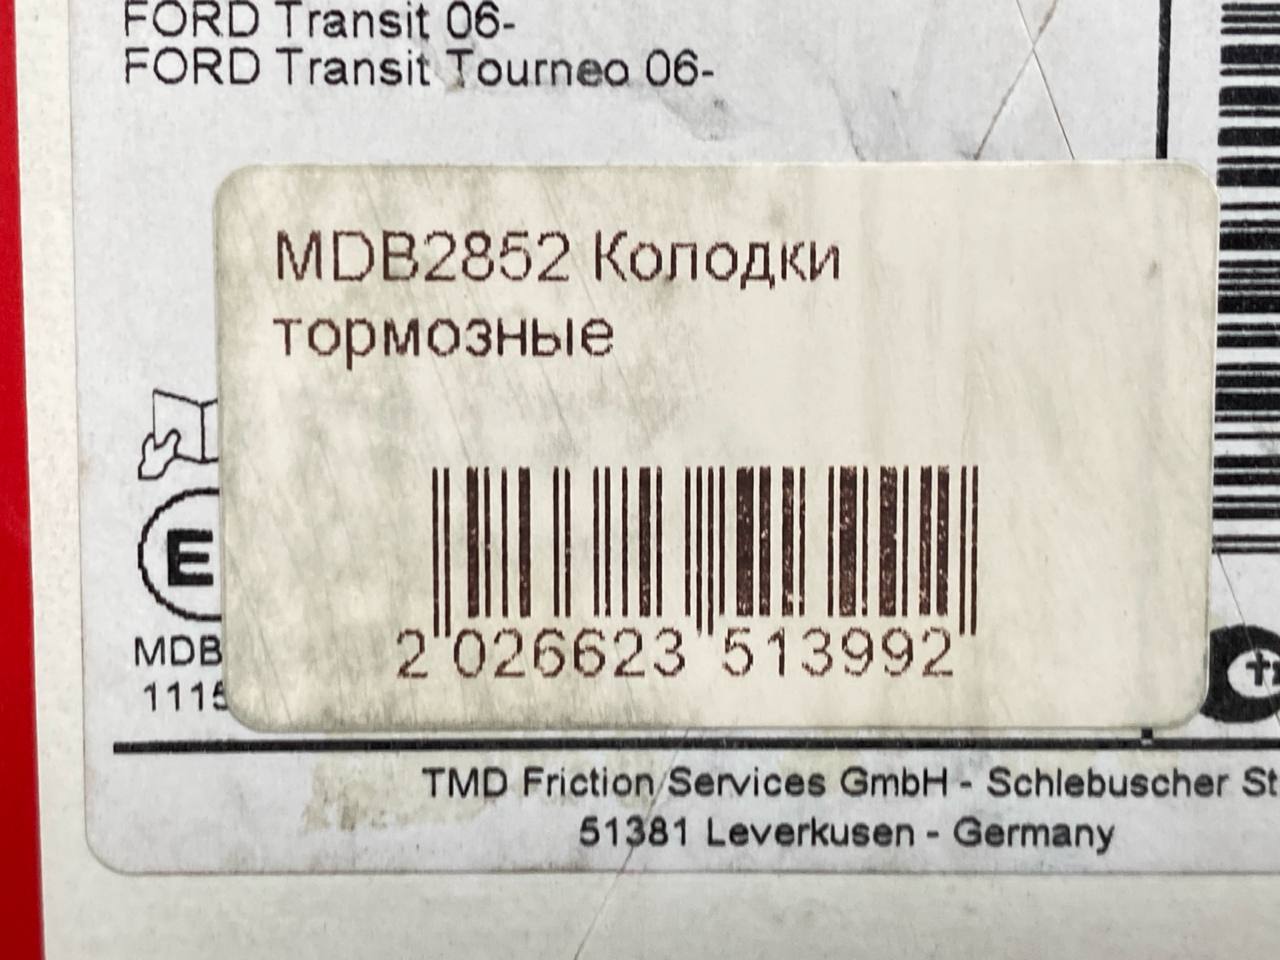 FORD Transit 06-
FORD Transit Tourneo 06-
MDB2852 Колодки
тормозные
E
2 026623 513992
MDB
1115
TMD Friction Services GmbH - Schlebuscher St
51381 Leverkusen - Germany